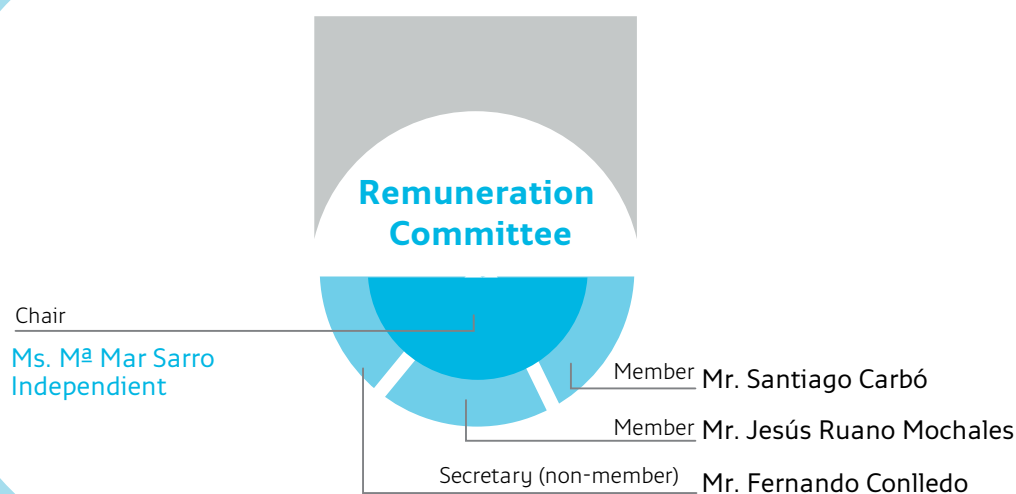 Remuneration
Committee
Chair
Ms. Mª Mar Sarro
Independient
Member Mr. Santiago Carbó
Member Mr. Jesús Ruano Mochales
Secretary (non-member) Mr. Fernando Conlledo